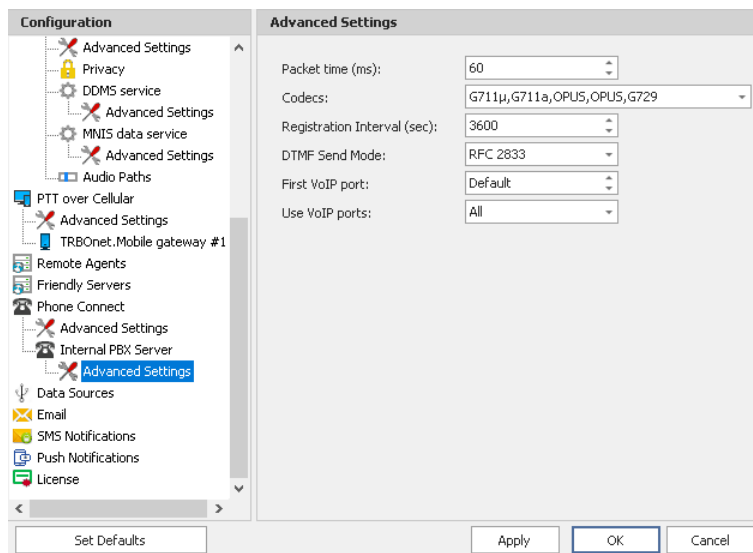 Configuration
Advanced Settings
Privacy
DDMS service
Advanced Settings
MNIS data service
Advanced Settings
Audio Paths
PTT over Cellular
Advanced Settings
TRBOnet.Mobile gateway #1
Remote Agents
Friendly Servers
Phone Connect
Advanced Settings
Internal PBX Server
Advanced Settings
Data Sources
Email
SMS Notifications
Push Notifications
License
Set Defaults
Advanced Settings
Packet time (ms): 60
Codecs: G711µ,G711a,OPUS,OPUS,G729
Registration Interval (sec): 3600
DTMF Send Mode: RFC 2833
First VoIP port: Default
Use VoIP ports: All
Apply OK Cancel